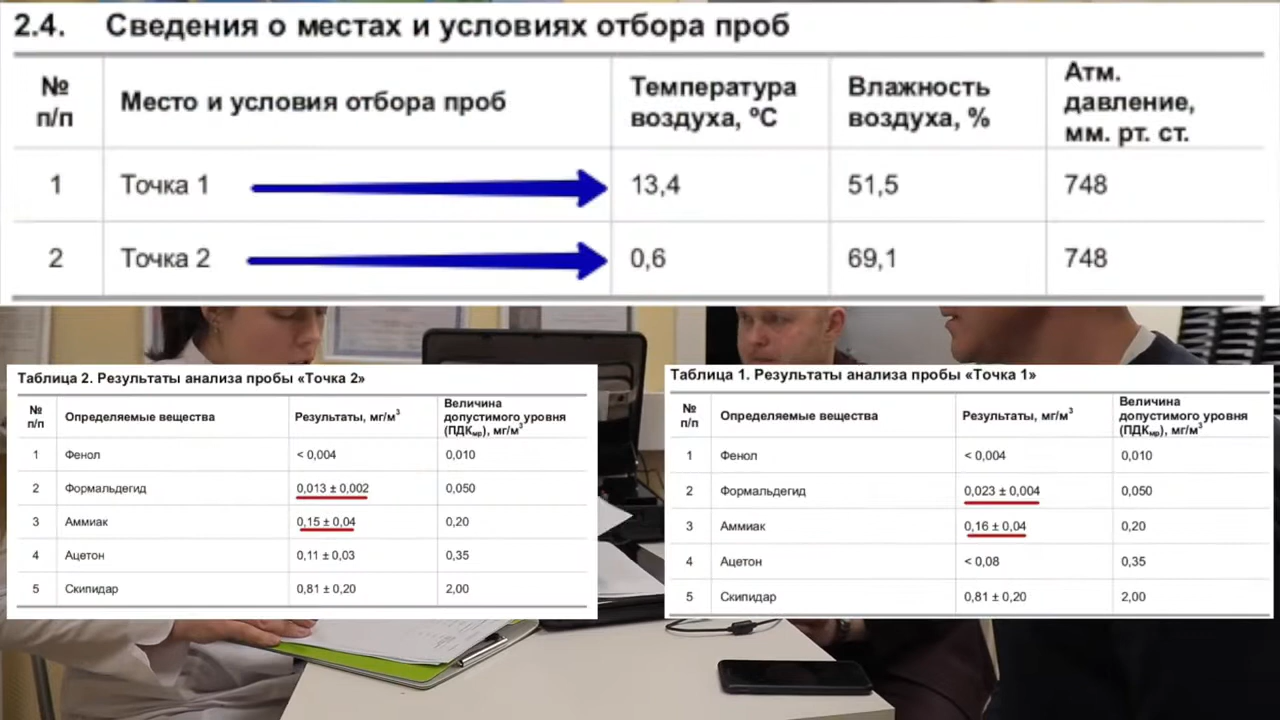 2.4. Сведения о местах и условиях отбора проб
№ п/п Место и условия отбора проб Температура воздуха, ºС Влажность воздуха, % Атм. давление, мм. рт. ст.
1 Точка 1 13,4 51,5 748
2 Точка 2 0,6 69,1 748
Таблица 2. Результаты анализа пробы «Точка 2»
№ п/п Определяемые вещества Результаты, мг/м³ Величина допустимого уровня (ПДКмр), мг/м³
1 Фенол < 0,004 0,010
2 Формальдегид 0,013 ± 0,002 0,050
3 Аммиак 0,15 ± 0,04 0,20
4 Ацетон 0,11 ± 0,03 0,35
5 Скипидар 0,81 ± 0,20 2,00
Таблица 1. Результаты анализа пробы «Точка 1»
№ п/п Определяемые вещества Результаты, мг/м³ Величина допустимого уровня (ПДКмр), мг/м³
1 Фенол < 0,004 0,010
2 Формальдегид 0,023 ± 0,004 0,050
3 Аммиак 0,16 ± 0,04 0,20
4 Ацетон < 0,08 0,35
5 Скипидар 0,81 ± 0,20 2,00